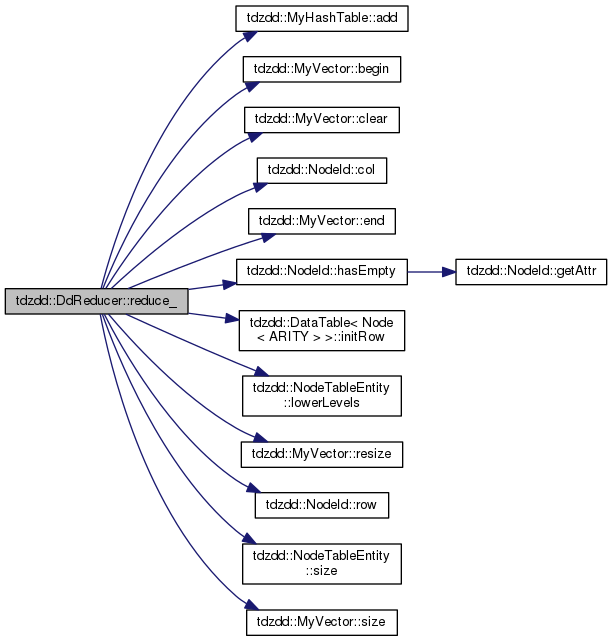 tdzdd::MyHashTable::add
tdzdd::MyVector::begin
tdzdd::MyVector::clear
tdzdd::NodeId::col
tdzdd::MyVector::end
tdzdd::NodeId::hasEmpty
tdzdd::NodeId::getAttr
tdzdd::DdReducer::reduce_
tdzdd::DataTable< Node
< ARITY > >::initRow
tdzdd::NodeTableEntity
::lowerLevels
tdzdd::MyVector::resize
tdzdd::NodeId::row
tdzdd::NodeTableEntity
::size
tdzdd::MyVector::size